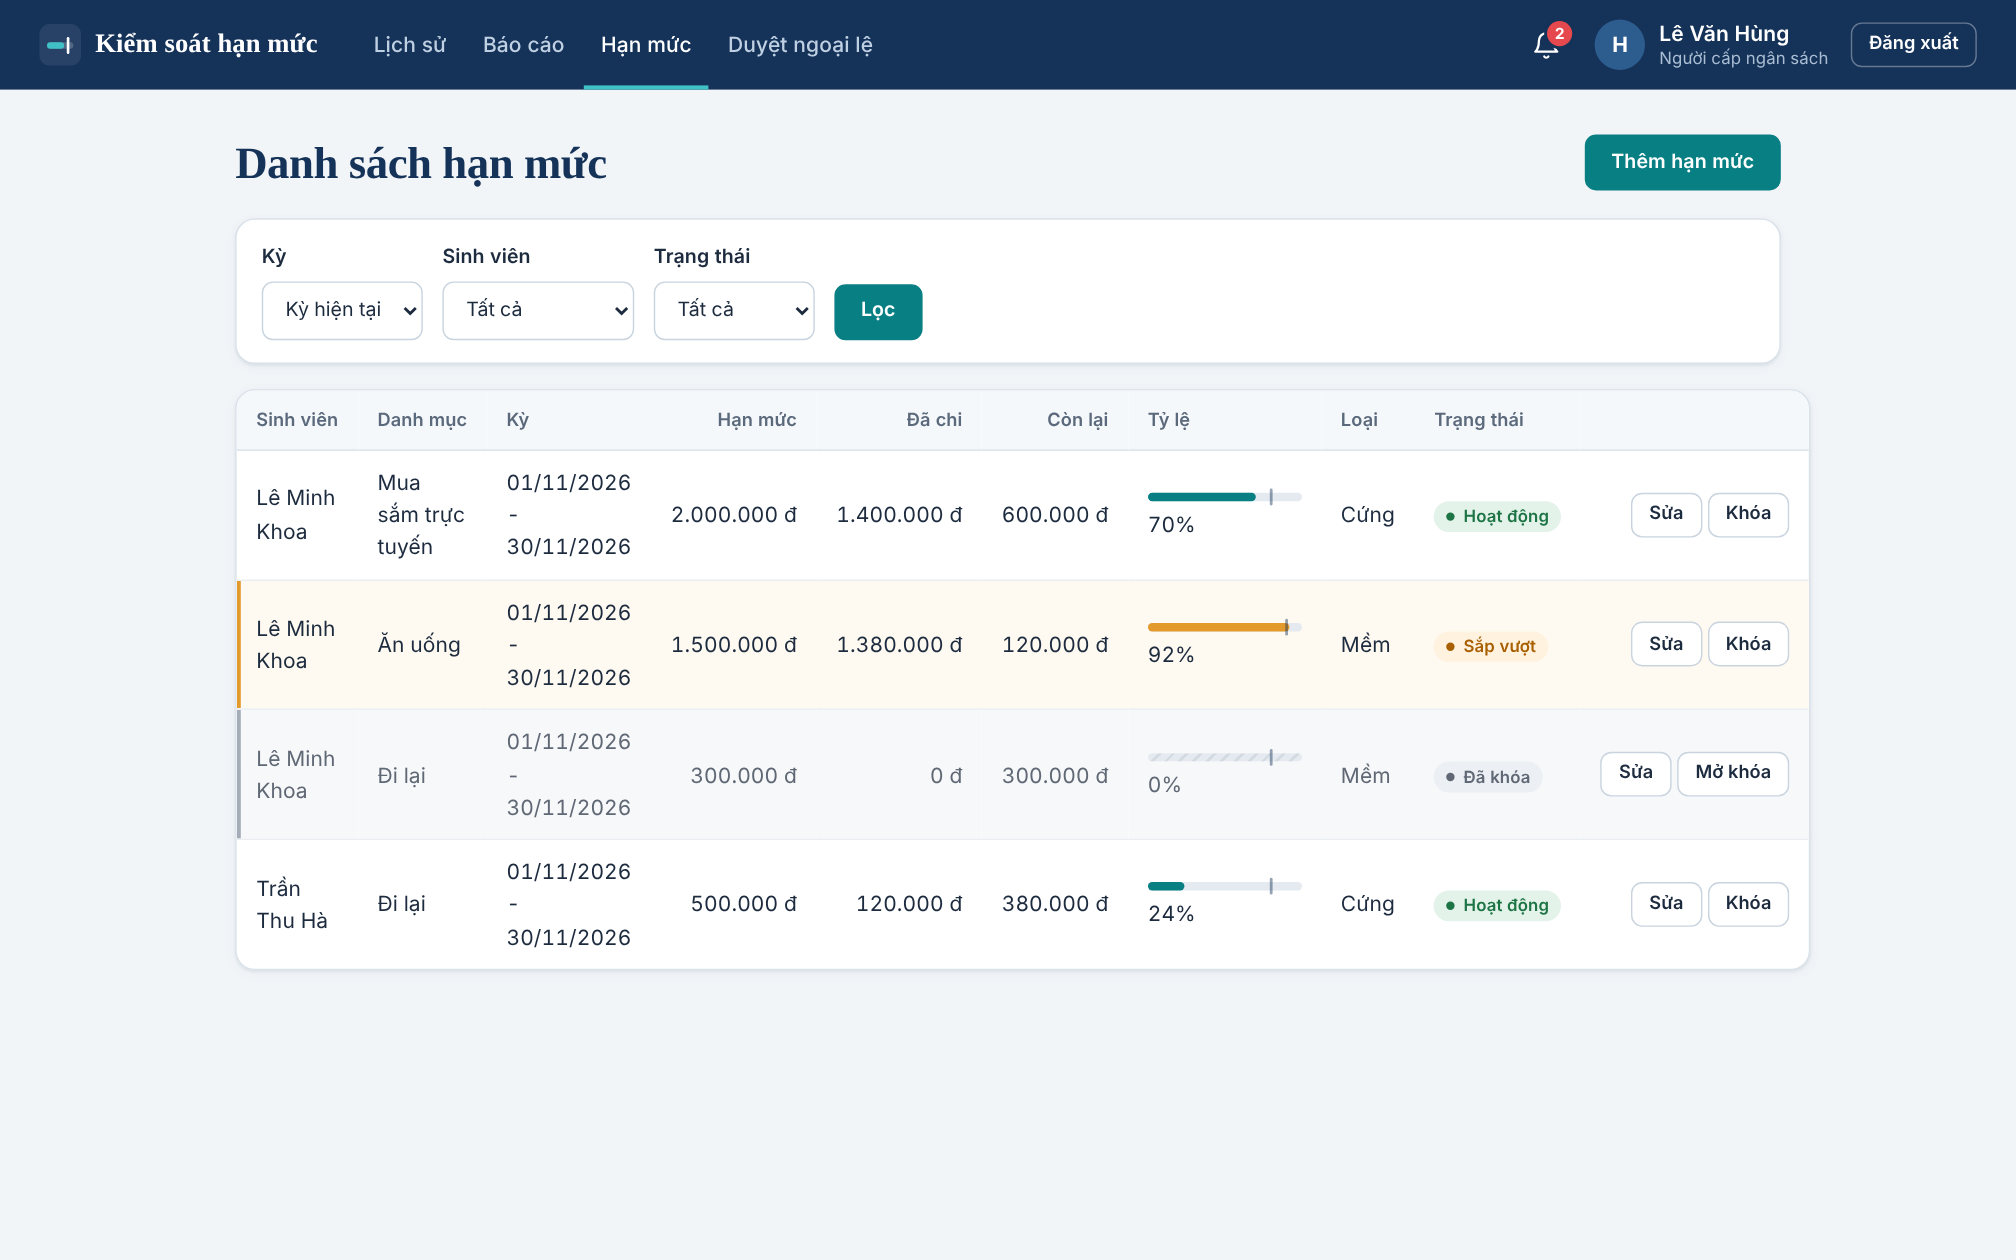 Kiểm soát hạn mức
Lịch sử
Báo cáo
Hạn mức
Duyệt ngoại lệ
2
H
Lê Văn Hùng
Người cấp ngân sách
Đăng xuất
Danh sách hạn mức
Thêm hạn mức
Kỳ
Sinh viên
Trạng thái
Kỳ hiện tại
Tất cả
Tất cả
Lọc
Sinh viên
Danh mục
Kỳ
Hạn mức
Đã chi
Còn lại
Tỷ lệ
Loại
Trạng thái
Lê Minh
Khoa
Mua
sắm trực
tuyến
01/11/2026
-
30/11/2026
2.000.000 đ
1.400.000 đ
600.000 đ
70%
Cứng
Hoạt động
Sửa
Khóa
Lê Minh
Khoa
Ăn uống
01/11/2026
-
30/11/2026
1.500.000 đ
1.380.000 đ
120.000 đ
92%
Mềm
Sắp vượt
Sửa
Khóa
Lê Minh
Khoa
Đi lại
01/11/2026
-
30/11/2026
300.000 đ
0 đ
300.000 đ
0%
Mềm
Đã khóa
Sửa
Mở khóa
Trần
Thu Hà
Đi lại
01/11/2026
-
30/11/2026
500.000 đ
120.000 đ
380.000 đ
24%
Cứng
Hoạt động
Sửa
Khóa